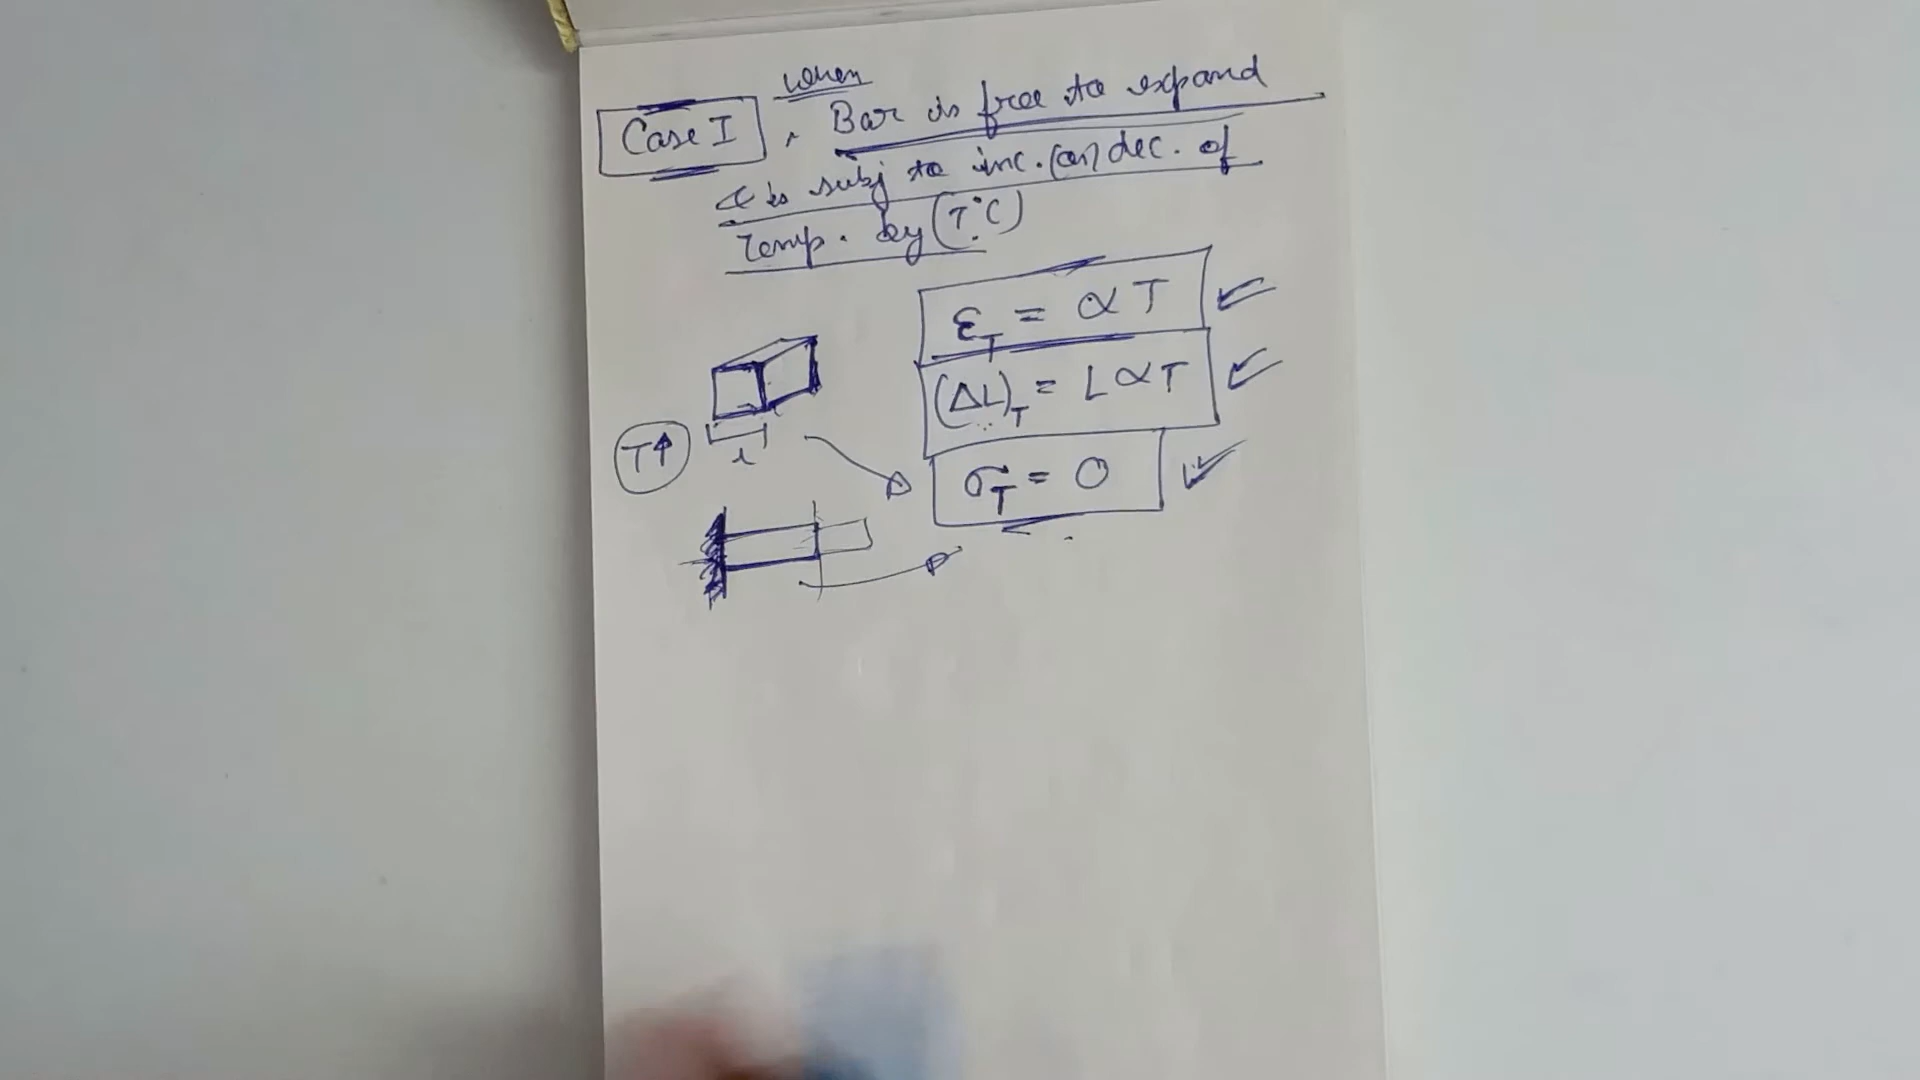 when
Case I , Bar is free to expand
& is subj to inc. (or) dec. of
Temp. by (T°C)
ε_T = αT
(ΔL)_T = LαT
T↑
σ_T = 0